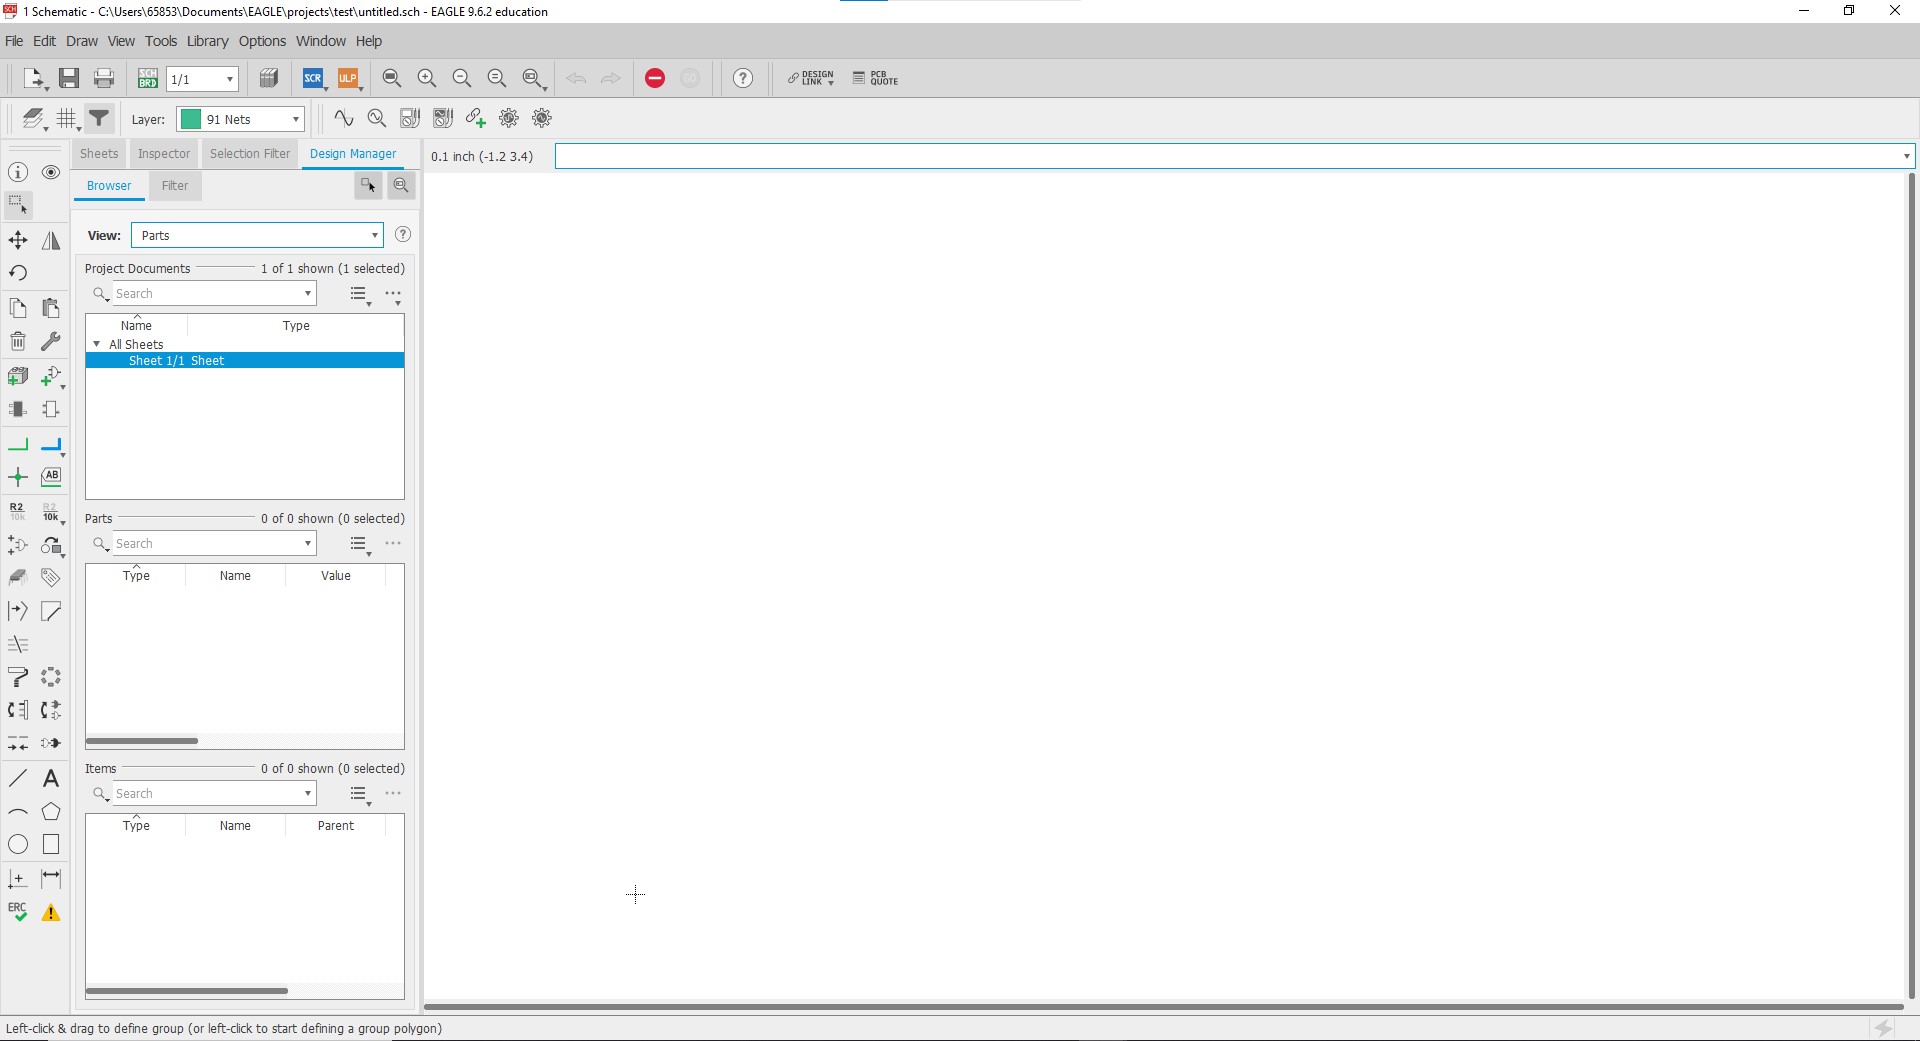 1 Schematic - C:\Users\65853\Documents\EAGLE\projects\test\untitled.sch - EAGLE 9.6.2 education
File Edit Draw View Tools Library Options Window Help
SCH BRD 1/1 SCR ULP DESIGN LINK PCB QUOTE
Layer: 91 Nets
Sheets Inspector Selection Filter Design Manager
0.1 inch (-1.2 3.4)
Browser Filter
View: Parts
Project Documents 1 of 1 shown (1 selected)
Search
Name Type
All Sheets
Sheet 1/1 Sheet
Parts 0 of 0 shown (0 selected)
Search
Type Name Value
Items 0 of 0 shown (0 selected)
Search
Type Name Parent
AB
R2 10k R2 10k
A
ERC
Left-click & drag to define group (or left-click to start defining a group polygon)